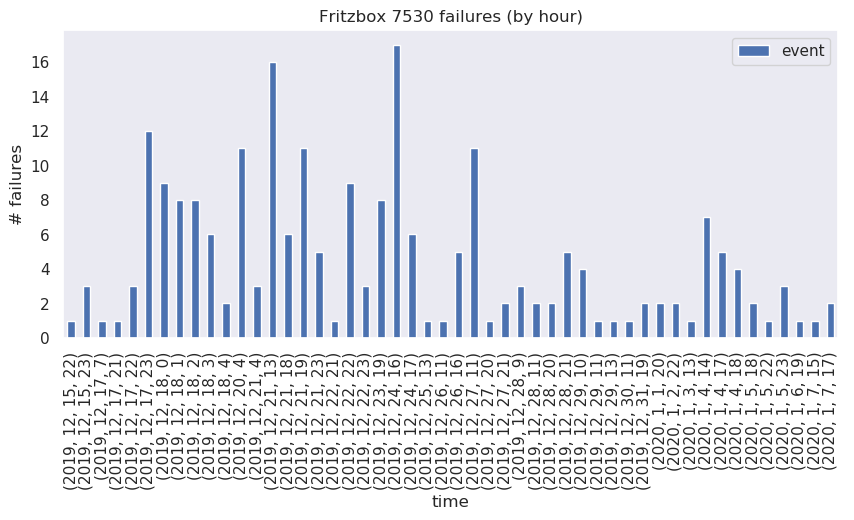 Fritzbox 7530 failures (by hour)
event
# failures
16
14
12
10
8
6
4
2
0
(2019, 12, 15, 22)
(2019, 12, 15, 23)
(2019, 12, 17, 7)
(2019, 12, 17, 21)
(2019, 12, 17, 22)
(2019, 12, 17, 23)
(2019, 12, 18, 0)
(2019, 12, 18, 1)
(2019, 12, 18, 2)
(2019, 12, 18, 3)
(2019, 12, 18, 4)
(2019, 12, 20, 4)
(2019, 12, 21, 4)
(2019, 12, 21, 13)
(2019, 12, 21, 18)
(2019, 12, 21, 19)
(2019, 12, 21, 23)
(2019, 12, 22, 21)
(2019, 12, 22, 22)
(2019, 12, 22, 23)
(2019, 12, 23, 19)
(2019, 12, 24, 16)
(2019, 12, 24, 17)
(2019, 12, 25, 13)
(2019, 12, 26, 11)
(2019, 12, 26, 16)
(2019, 12, 27, 11)
(2019, 12, 27, 20)
(2019, 12, 27, 21)
(2019, 12, 28, 9)
(2019, 12, 28, 11)
(2019, 12, 28, 20)
(2019, 12, 28, 21)
(2019, 12, 29, 10)
(2019, 12, 29, 11)
(2019, 12, 29, 13)
(2019, 12, 30, 11)
(2019, 12, 31, 19)
(2020, 1, 1, 20)
(2020, 1, 2, 22)
(2020, 1, 3, 13)
(2020, 1, 4, 14)
(2020, 1, 4, 17)
(2020, 1, 4, 18)
(2020, 1, 5, 18)
(2020, 1, 5, 22)
(2020, 1, 5, 23)
(2020, 1, 6, 19)
(2020, 1, 7, 15)
(2020, 1, 7, 17)
time